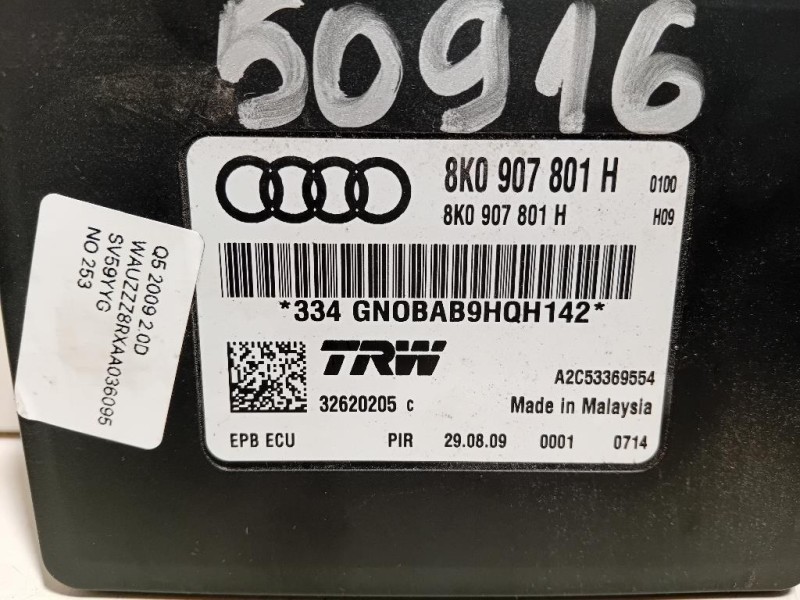 50916
8K0 907 801 H 0100
8K0 907 801 H H09
*334 GN0BAB9HQH142*
TRW
A2C53369554
32620205 c Made in Malaysia
EPB ECU PIR 29.08.09 0001 0714
Q5 2009 2.0D
WAUZZZ8RXAA036095
SV59YYG
NO 253